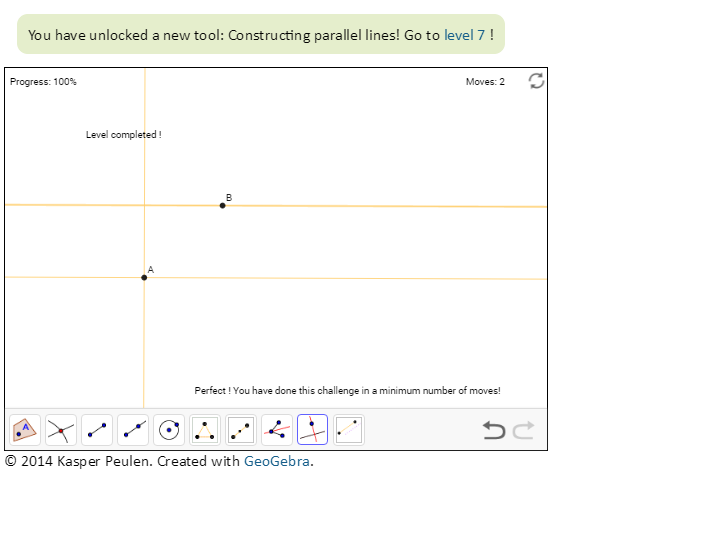 You have unlocked a new tool: Constructing parallel lines! Go to level 7 !
Progress: 100%
Moves: 2
Level completed !
B
A
Perfect ! You have done this challenge in a minimum number of moves!
A
© 2014 Kasper Peulen. Created with GeoGebra.